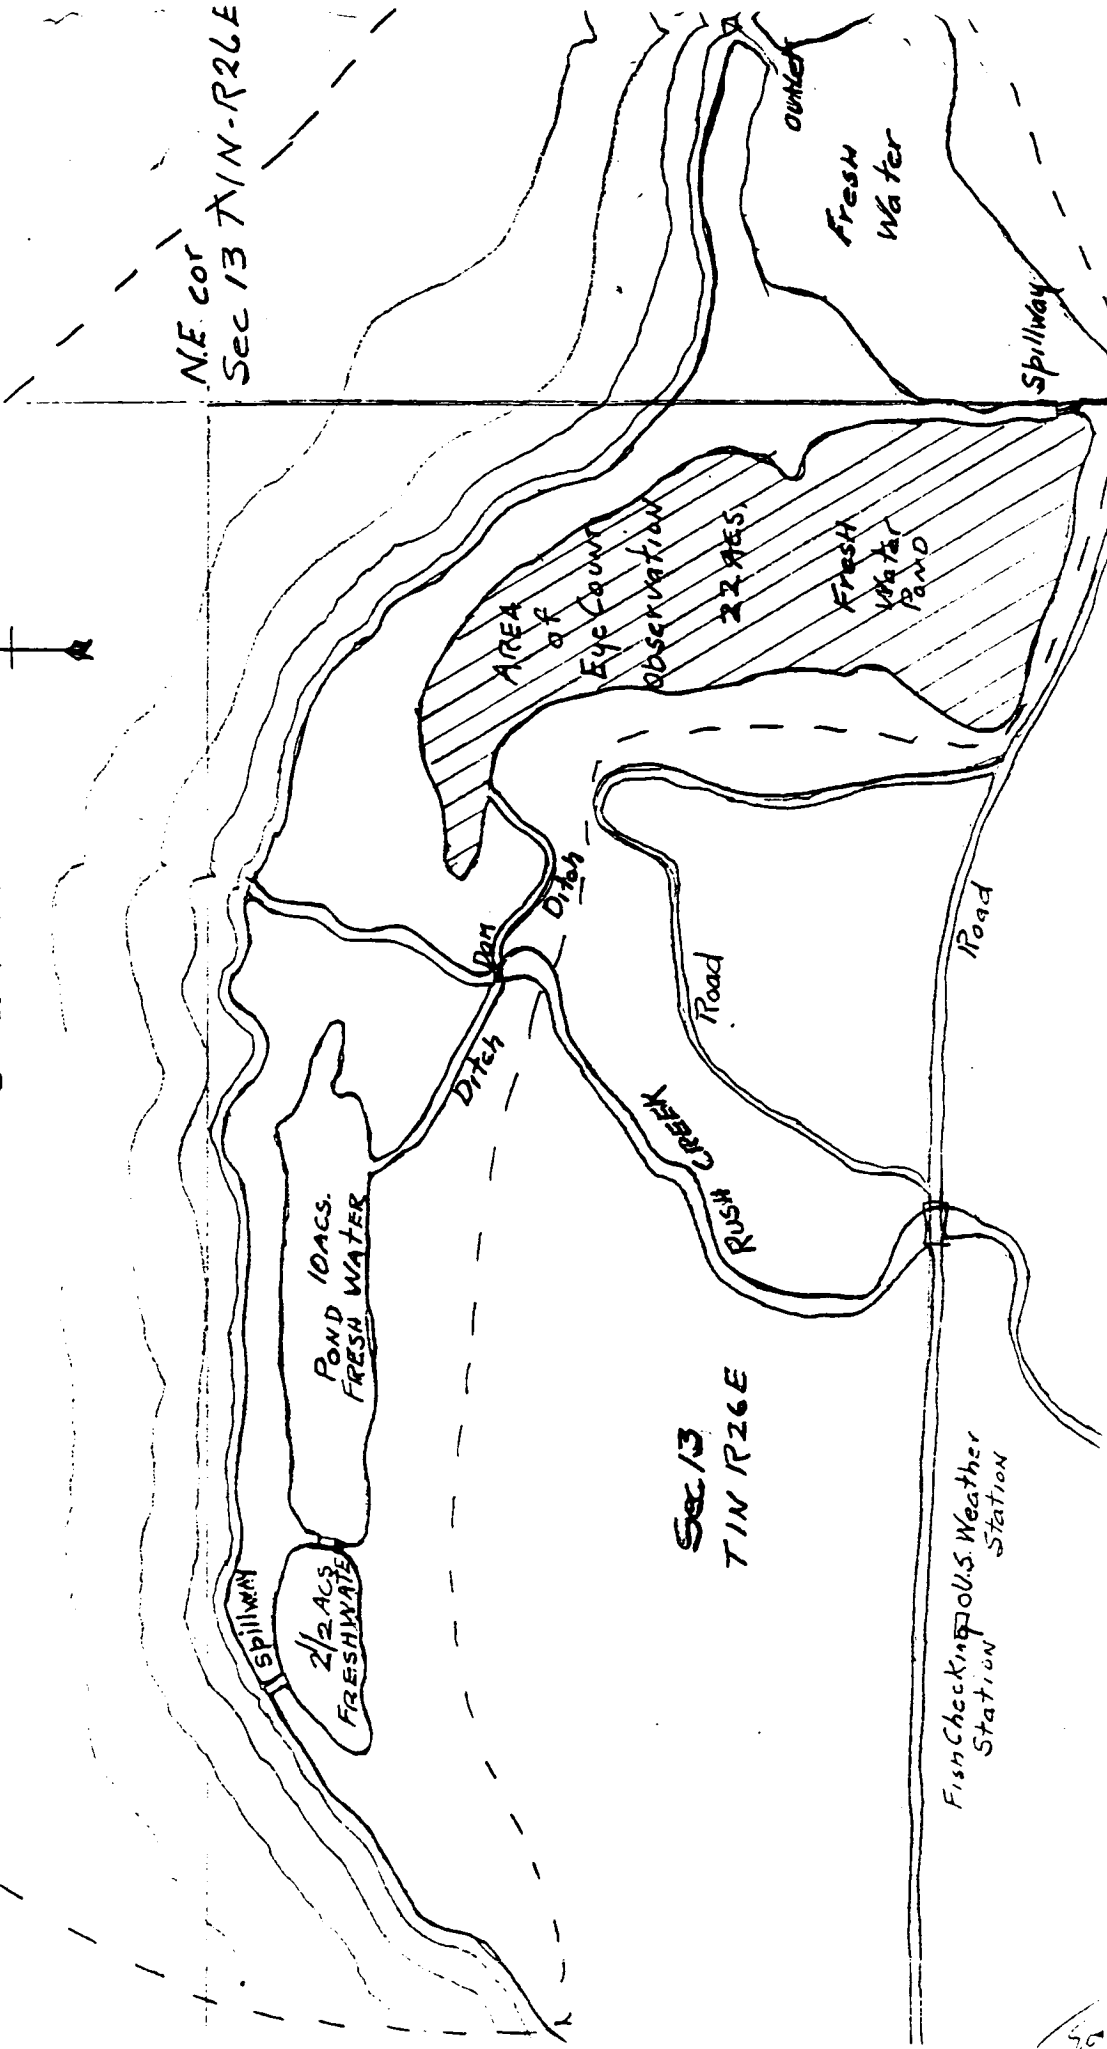 N.E. cor
Sec 13 T1N-R26E
outlet
Fresh
Water
Spillway
AREA
of
Eye Count
Observation
22 ACS.
Fresh
Water
POND
Ditch
Dam
Ditch
Road
Road
RUSH CREEK
POND 10 ACS.
FRESH WATER
Spillway
2 1/2 ACS
FRESHWATE
Sec 13
T1N R26E
Fish Checking
Station
U.S. Weather
Station